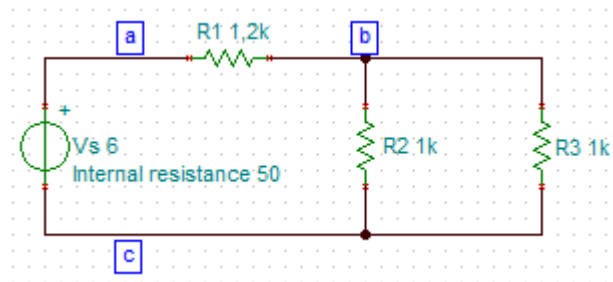 a
R1 1,2k
b
+
Vs 6
Internal resistance 50
R2 1k
R3 1k
c